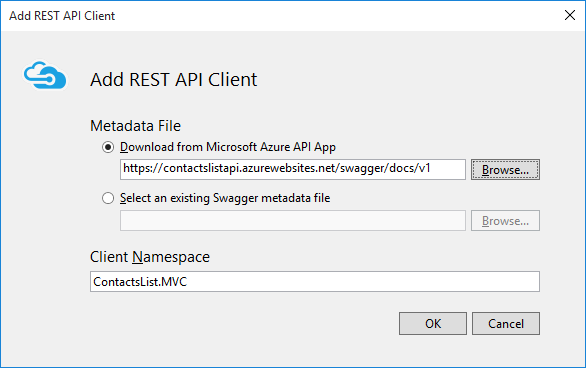 Add REST API Client
Add REST API Client
Metadata File
Download from Microsoft Azure API App
https://contactslistapi.azurewebsites.net/swagger/docs/v1 Browse...
Select an existing Swagger metadata file
Browse...
Client Namespace
ContactsList.MVC
OK Cancel